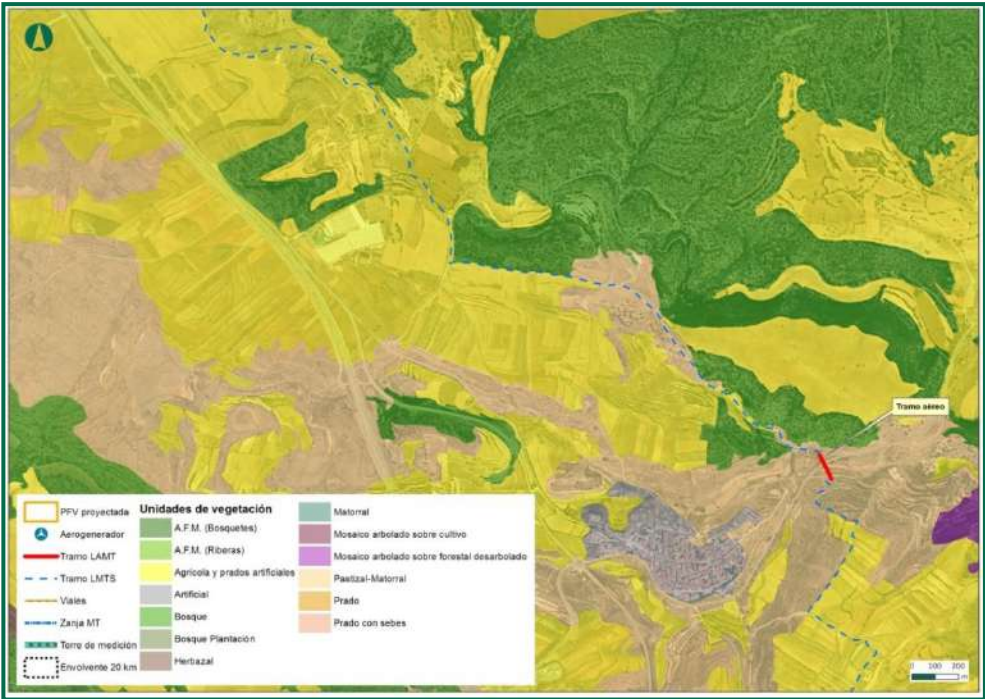 Tramo aéreo
PFV proyectada
Aerogenerador
Tramo LAMT
Tramo LMTS
Viales
Zanja MT
Torre de medición
Envolvente 20 km
Unidades de vegetación
A.F.M. (Bosquetes)
A.F.M. (Riberas)
Agrícola y prados artificiales
Artificial
Bosque
Bosque Plantación
Herbazal
Matorral
Mosaico arbolado sobre cultivo
Mosaico arbolado sobre forestal desarbolado
Pastizal-Matorral
Prado
Prado con sebes
0 100 200
m